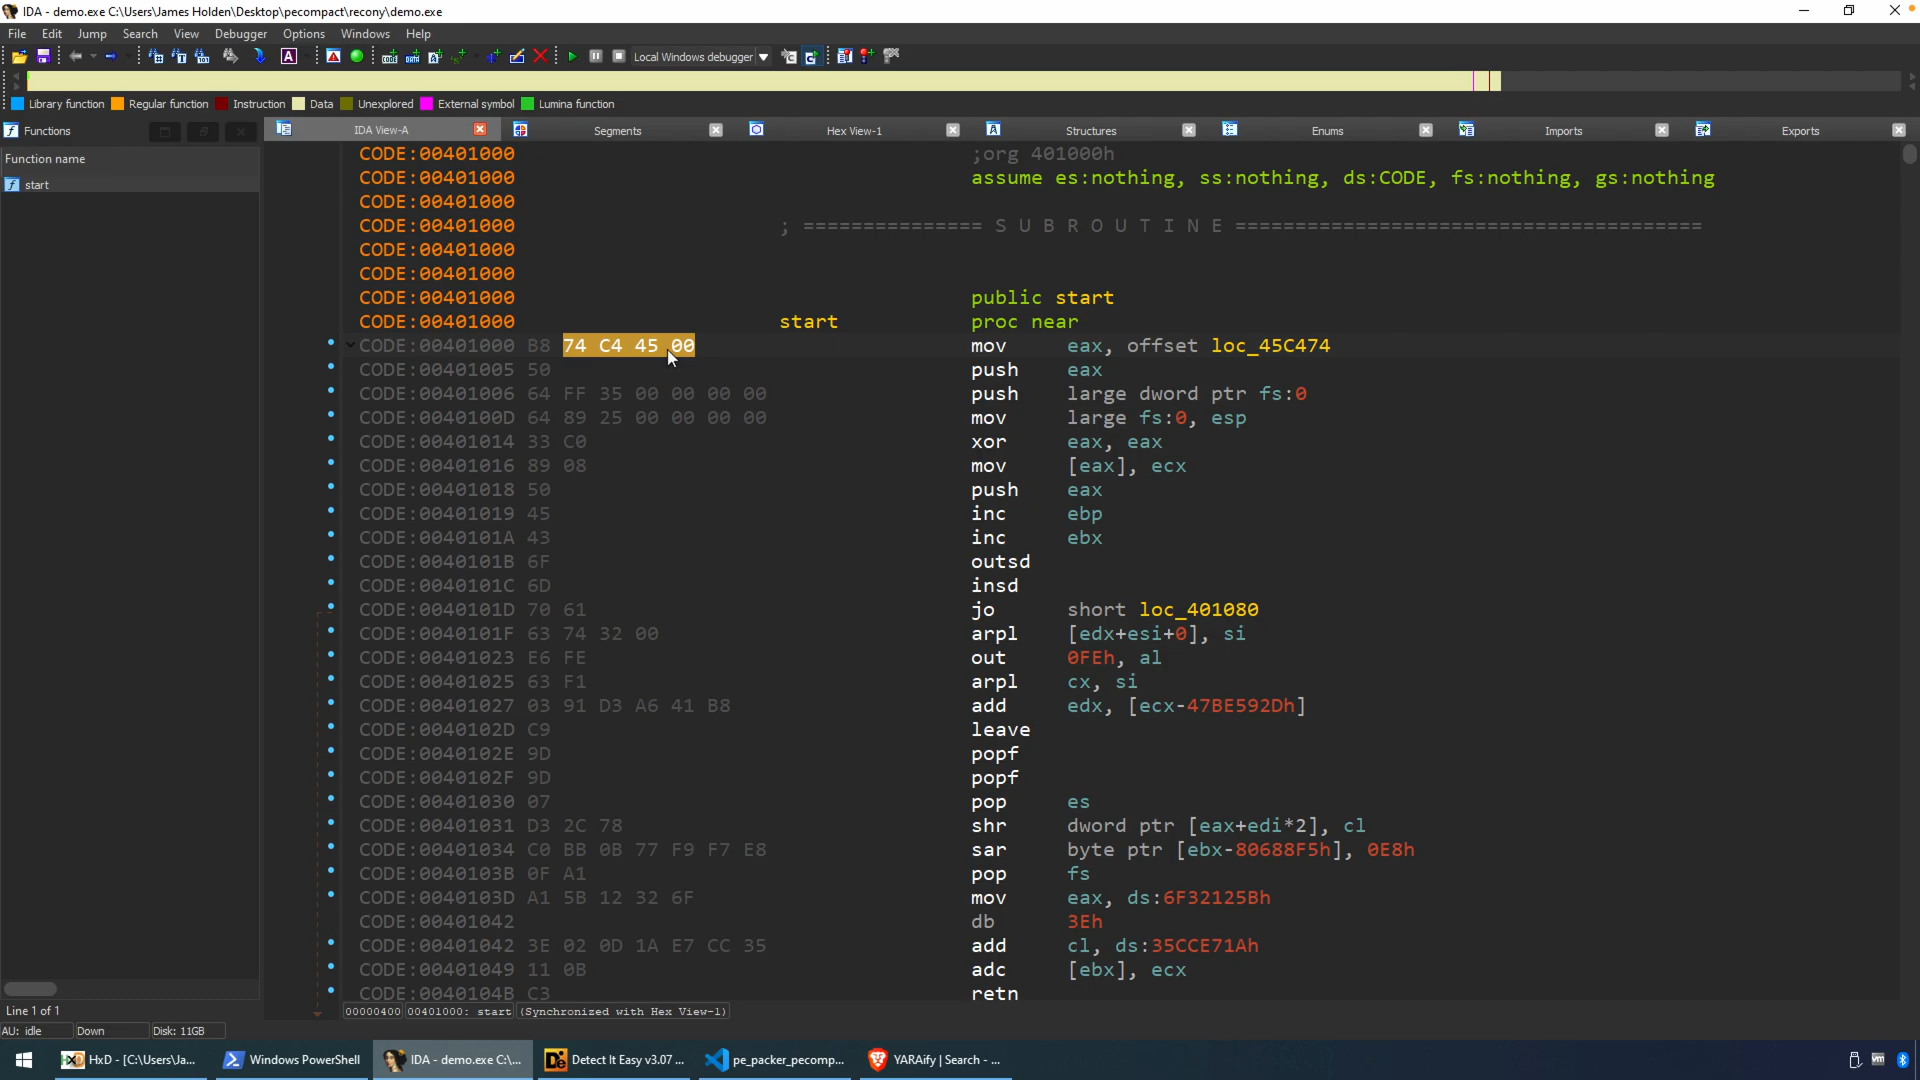 IDA - demo.exe C:\Users\James Holden\Desktop\pecompact\recony\demo.exe
File Edit Jump Search View Debugger Options Windows Help
Local Windows debugger
Library function Regular function Instruction Data Unexplored External symbol Lumina function
Functions IDA View-A Segments Hex View-1 Structures Enums Imports Exports
Function name
start
CODE:00401000 ;org 401000h
CODE:00401000 assume es:nothing, ss:nothing, ds:CODE, fs:nothing, gs:nothing
CODE:00401000
CODE:00401000 ; =============== S U B R O U T I N E =======================================
CODE:00401000
CODE:00401000
CODE:00401000 public start
CODE:00401000 start proc near
CODE:00401000 B8 74 C4 45 00 mov eax, offset loc_45C474
CODE:00401005 50 push eax
CODE:00401006 64 FF 35 00 00 00 00 push large dword ptr fs:0
CODE:0040100D 64 89 25 00 00 00 00 mov large fs:0, esp
CODE:00401014 33 C0 xor eax, eax
CODE:00401016 89 08 mov [eax], ecx
CODE:00401018 50 push eax
CODE:00401019 45 inc ebp
CODE:0040101A 43 inc ebx
CODE:0040101B 6F outsd
CODE:0040101C 6D insd
CODE:0040101D 70 61 jo short loc_401080
CODE:0040101F 63 74 32 00 arpl [edx+esi+0], si
CODE:00401023 E6 FE out 0FEh, al
CODE:00401025 63 F1 arpl cx, si
CODE:00401027 03 91 D3 A6 41 B8 add edx, [ecx-47BE592Dh]
CODE:0040102D C9 leave
CODE:0040102E 9D popf
CODE:0040102F 9D popf
CODE:00401030 07 pop es
CODE:00401031 D3 2C 78 shr dword ptr [eax+edi*2], cl
CODE:00401034 C0 BB 0B 77 F9 F7 E8 sar byte ptr [ebx-80688F5h], 0E8h
CODE:0040103B 0F A1 pop fs
CODE:0040103D A1 5B 12 32 6F mov eax, ds:6F32125Bh
CODE:00401042 db 3Eh
CODE:00401042 3E 02 0D 1A E7 CC 35 add cl, ds:35CCE71Ah
CODE:00401049 11 0B adc [ebx], ecx
CODE:0040104B C3 retn
Line 1 of 1
00000400 00401000: start (Synchronized with Hex View-1)
AU: idle Down Disk: 11GB
HxD - [C:\Users\Ja... Windows PowerShell IDA - demo.exe C:\... Detect It Easy v3.07 ... pe_packer_pecomp... YARAify | Search - ...